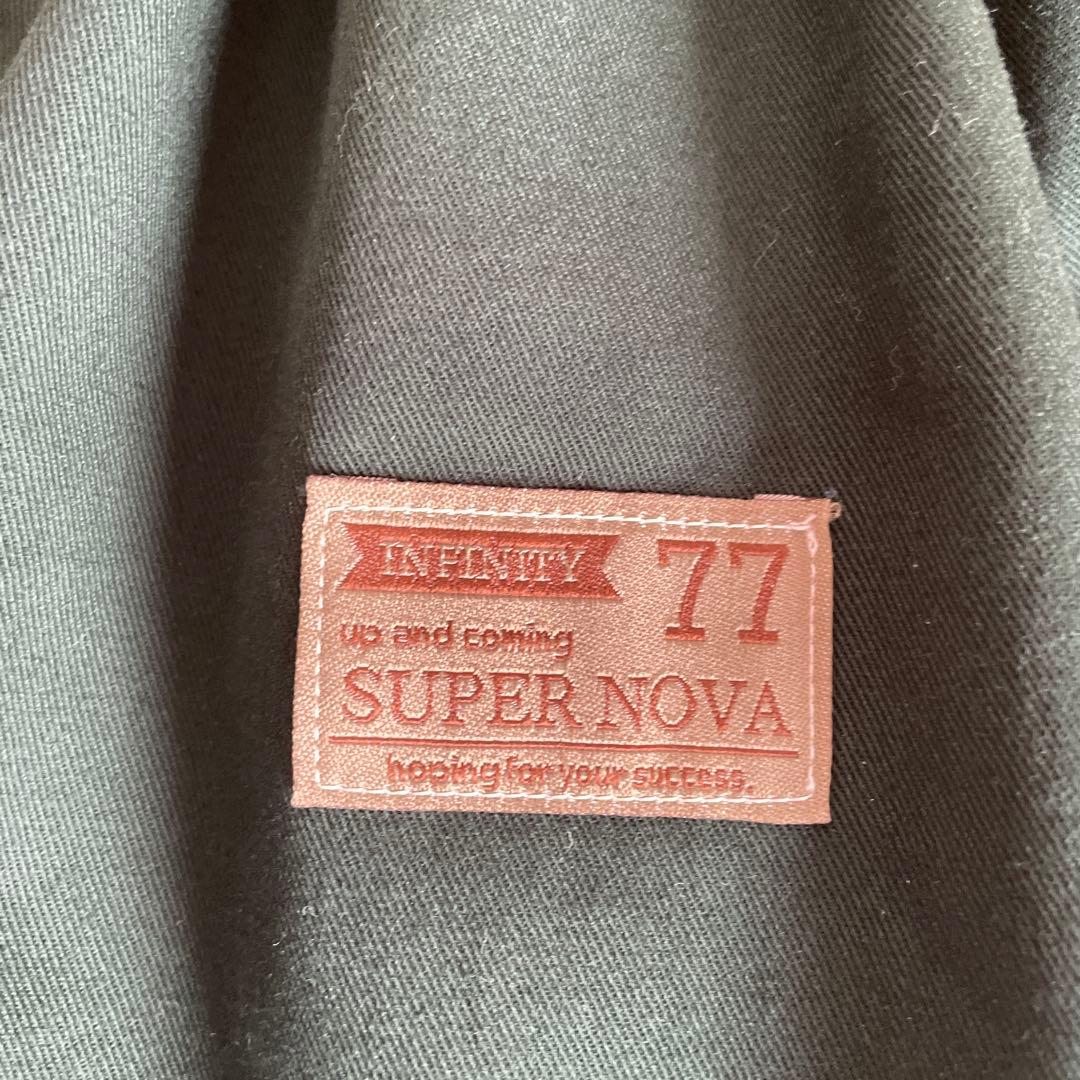 INFINITY 77
up and coming
SUPER NOVA
hoping for your success.